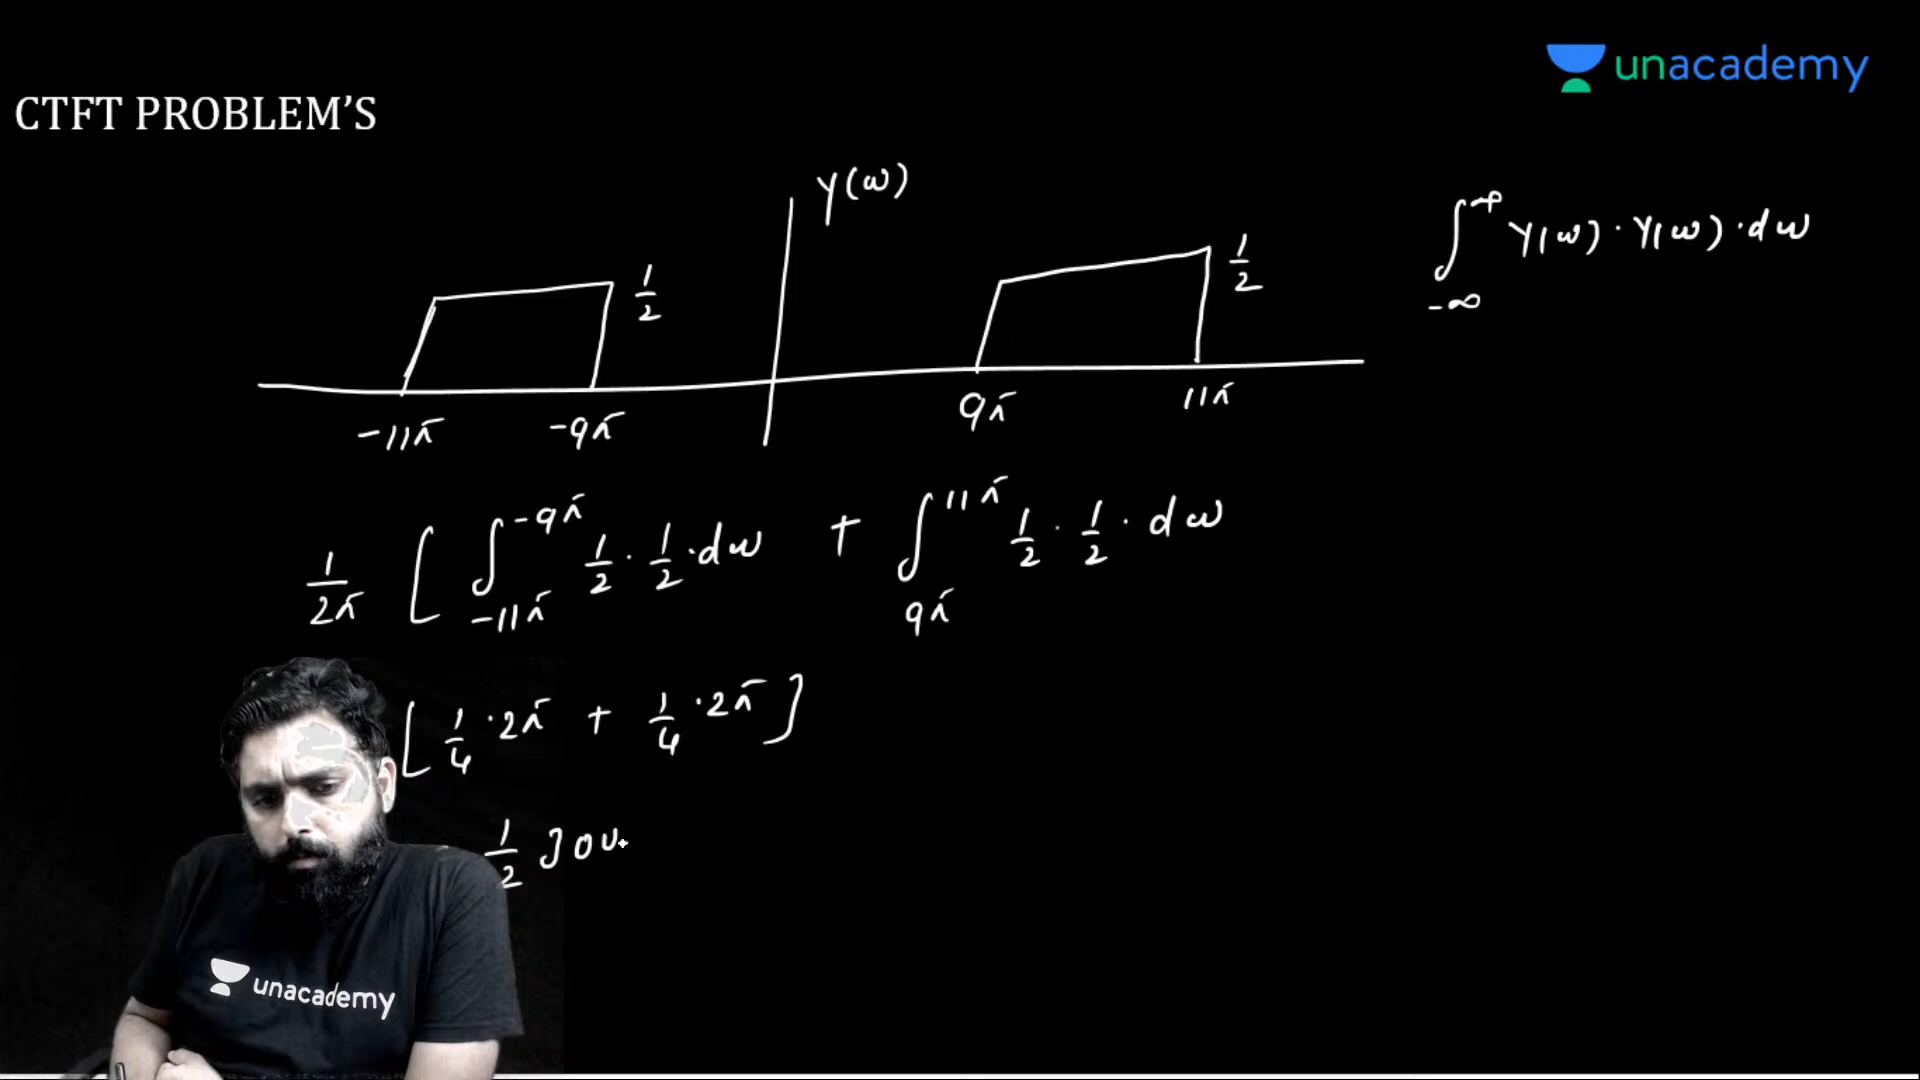 unacademy
CTFT PROBLEM'S
Y(ω)
1/2
1/2
∫_{-∞}^{∞} Y(ω) · Y(ω) · dω
-11π -9π 9π 11π
1/2π [ ∫_{-11π}^{-9π} 1/2 · 1/2 · dω + ∫_{9π}^{11π} 1/2 · 1/2 · dω
[ 1/4 · 2π + 1/4 · 2π ]
1/2 Jou
unacademy